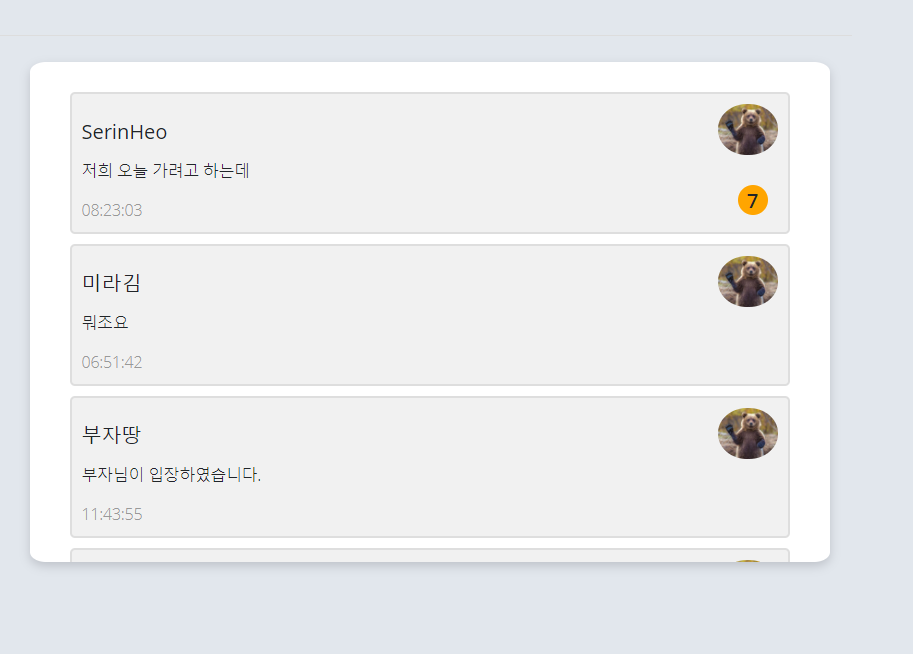 SerinHeo
저희 오늘 가려고 하는데
08:23:03
7
미라김
뭐조요
06:51:42
부자땅
부자님이 입장하였습니다.
11:43:55